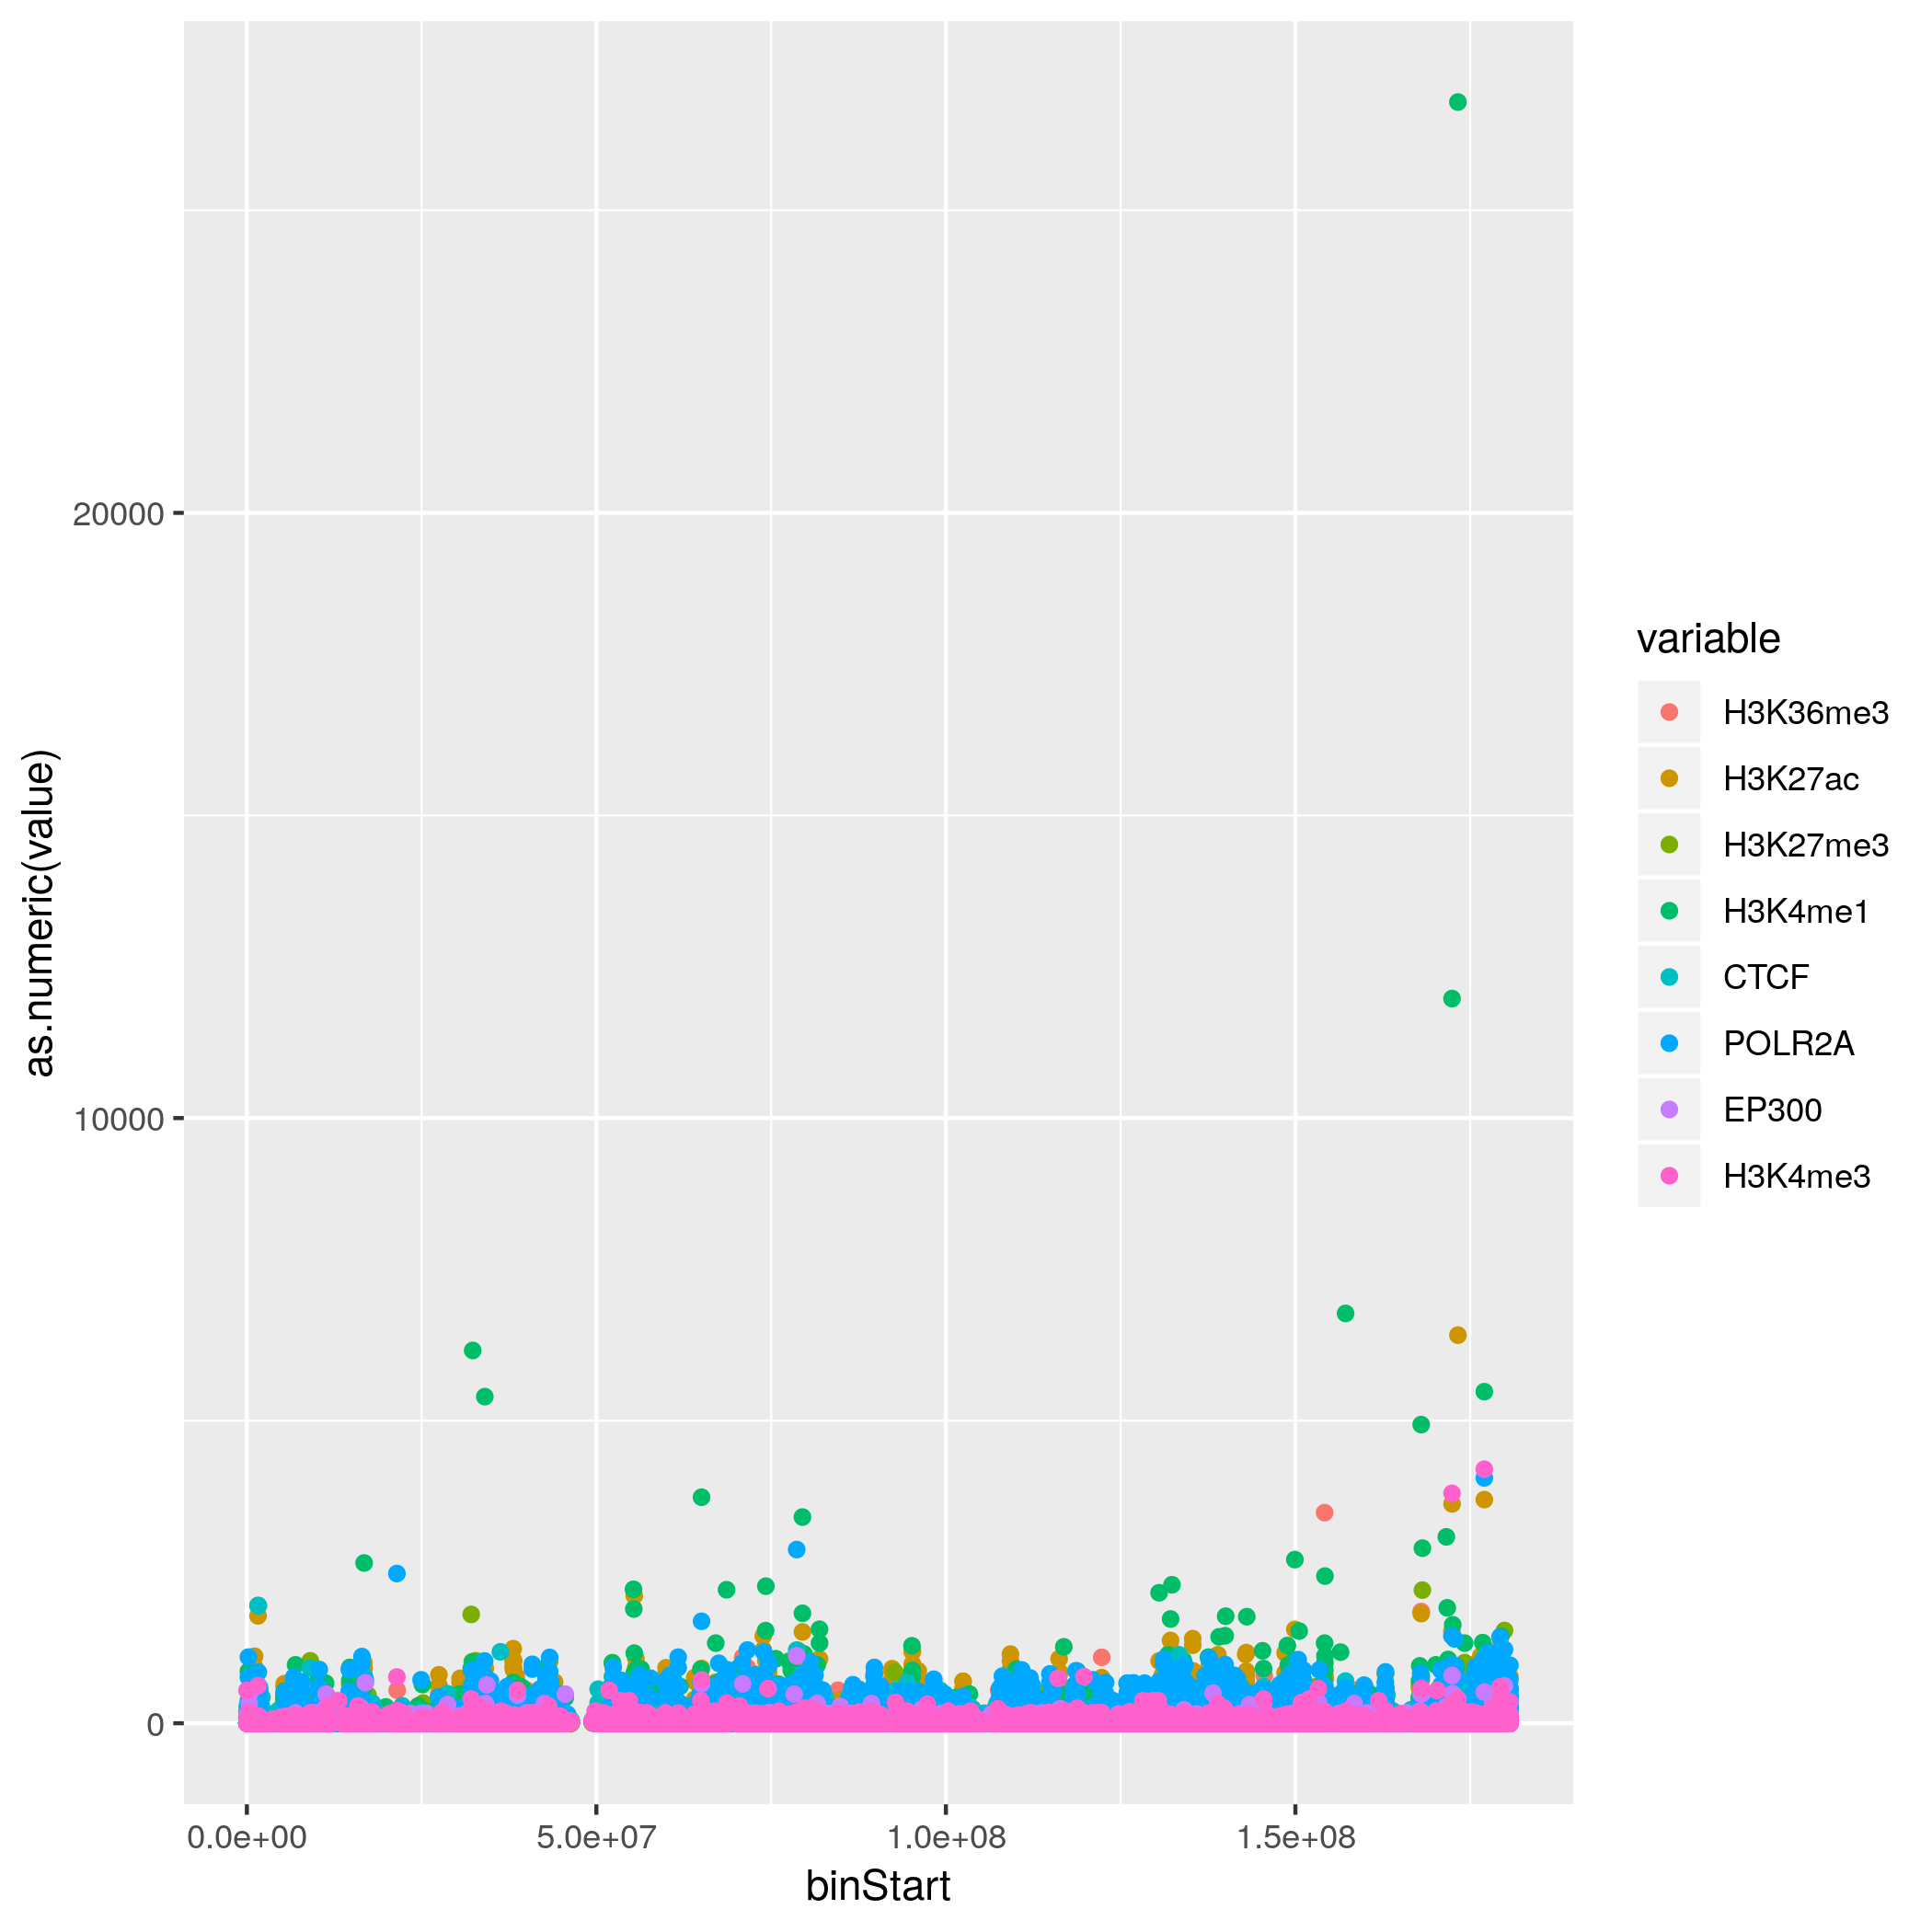 as.numeric(value)
20000
10000
0
0.0e+00
5.0e+07
1.0e+08
1.5e+08
binStart
variable
H3K36me3
H3K27ac
H3K27me3
H3K4me1
CTCF
POLR2A
EP300
H3K4me3